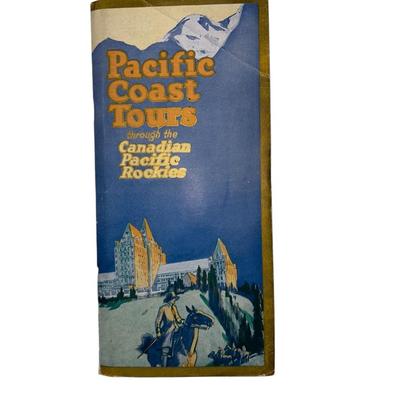 Pacific
Coast
Tours
through the
Canadian
Pacific
Rockies